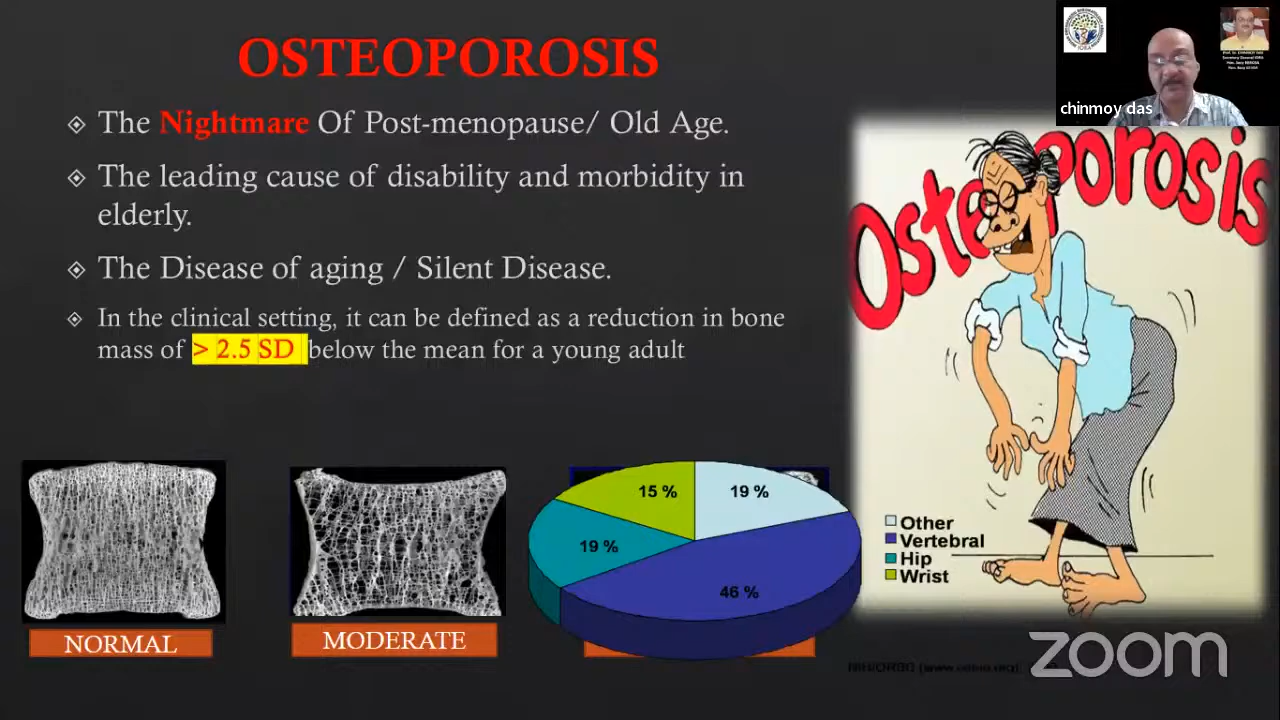 OSTEOPOROSIS
The Nightmare Of Post-menopause/ Old Age.
The leading cause of disability and morbidity in
elderly.
The Disease of aging / Silent Disease.
In the clinical setting, it can be defined as a reduction in bone
mass of > 2.5 SD below the mean for a young adult
chinmoy das
Osteoporosis
15 %
19 %
19 %
46 %
Other
Vertebral
Hip
Wrist
NORMAL
MODERATE
zoom